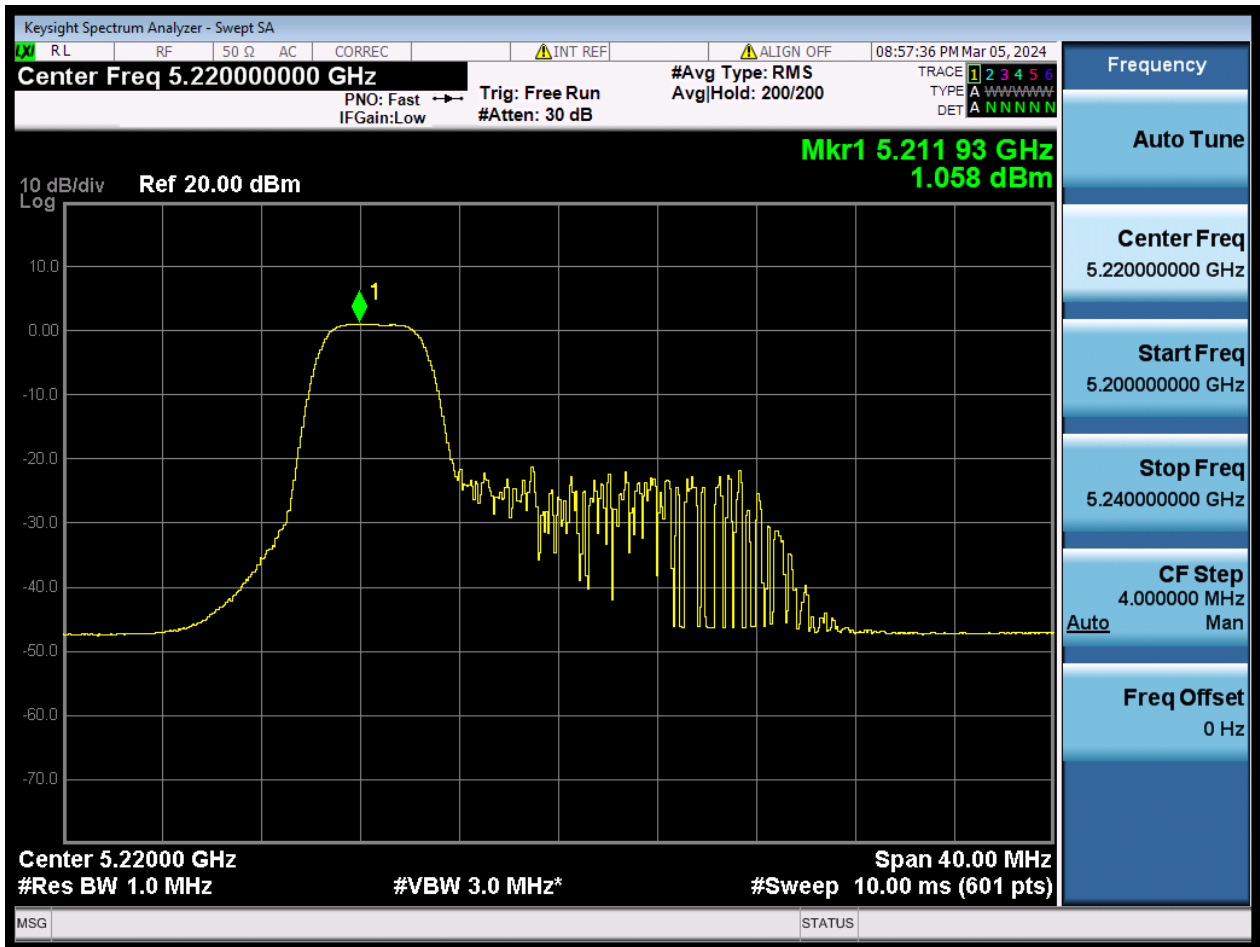 Keysight Spectrum Analyzer - Swept SA
LXI RL RF 50 Ω AC CORREC INT REF ALIGN OFF 08:57:36 PM Mar 05, 2024
Center Freq 5.220000000 GHz
PNO: Fast
IFGain:Low
Trig: Free Run
#Atten: 30 dB
#Avg Type: RMS
Avg|Hold: 200/200
TRACE 1 2 3 4 5 6
TYPE A WWWWW
DET A N N N N N
Mkr1 5.211 93 GHz
1.058 dBm
10 dB/div Ref 20.00 dBm
Log
1
10.0
0.00
-10.0
-20.0
-30.0
-40.0
-50.0
-60.0
-70.0
Center 5.22000 GHz Span 40.00 MHz
#Res BW 1.0 MHz #VBW 3.0 MHz* #Sweep 10.00 ms (601 pts)
MSG STATUS
Frequency
Auto Tune
Center Freq
5.220000000 GHz
Start Freq
5.200000000 GHz
Stop Freq
5.240000000 GHz
CF Step
4.000000 MHz
Auto Man
Freq Offset
0 Hz